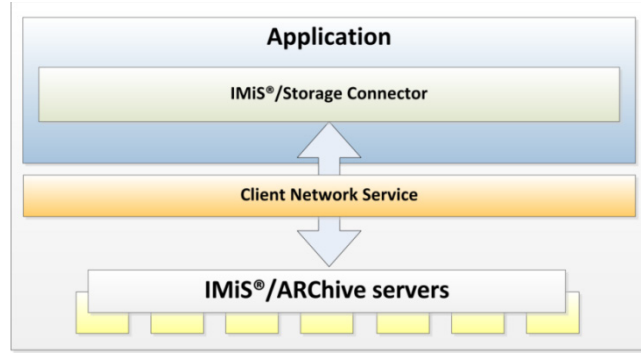 Application
IMiS®/Storage Connector
Client Network Service
IMiS®/ARChive servers